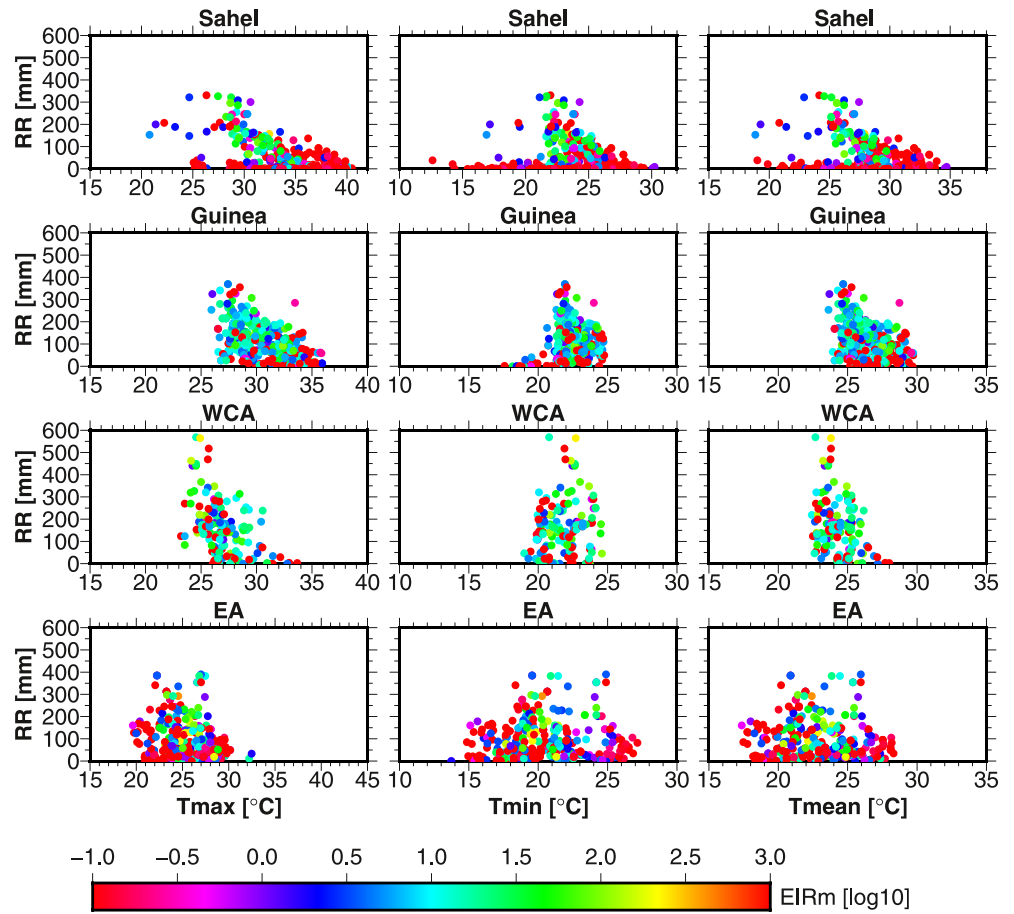 Sahel Sahel Sahel
RR [mm] 600 500 400 300 200 100 0
15 20 25 30 35 40 10 15 20 25 30 15 20 25 30 35
Guinea Guinea Guinea
RR [mm] 600 500 400 300 200 100 0
15 20 25 30 35 40 10 15 20 25 30 15 20 25 30 35
WCA WCA WCA
RR [mm] 600 500 400 300 200 100 0
15 20 25 30 35 40 10 15 20 25 30 15 20 25 30 35
EA EA EA
RR [mm] 600 500 400 300 200 100 0
15 20 25 30 35 40 45 10 15 20 25 30 15 20 25 30 35
Tmax [°C] Tmin [°C] Tmean [°C]
−1.0 −0.5 0.0 0.5 1.0 1.5 2.0 2.5 3.0
EIRm [log10]